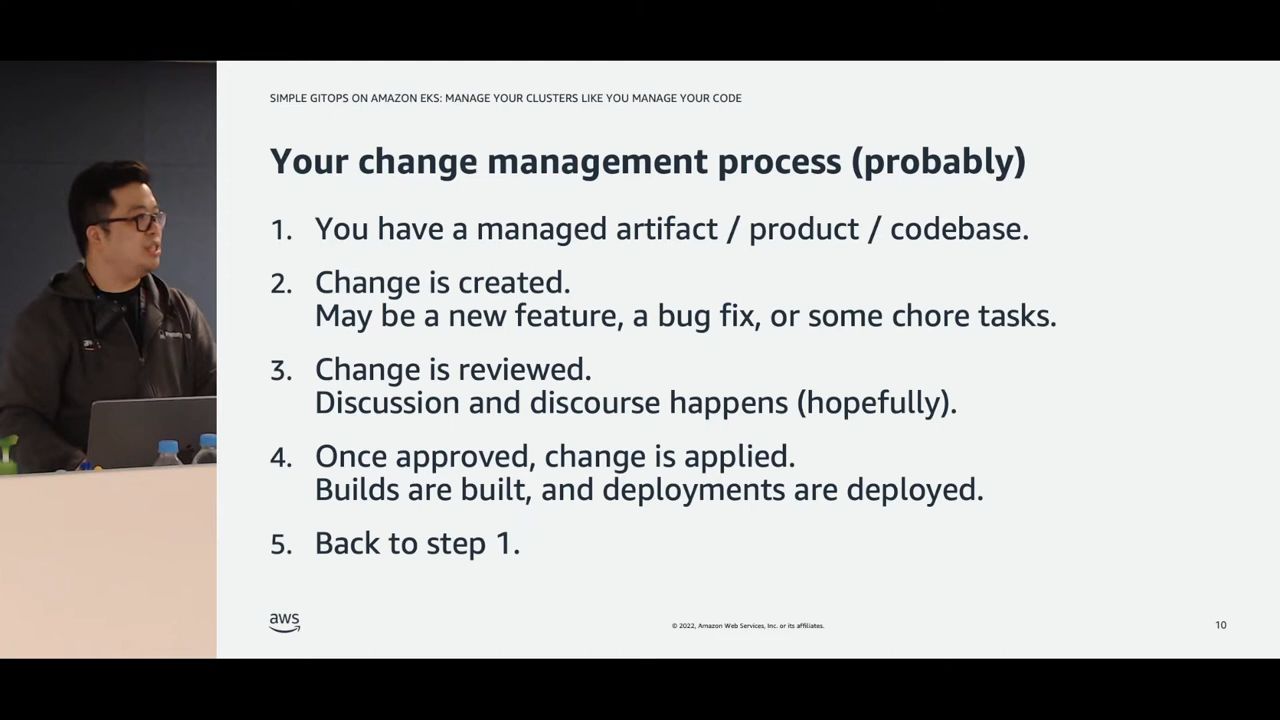 SIMPLE GITOPS ON AMAZON EKS: MANAGE YOUR CLUSTERS LIKE YOU MANAGE YOUR CODE
Your change management process (probably)
1. You have a managed artifact / product / codebase.
2. Change is created.
May be a new feature, a bug fix, or some chore tasks.
3. Change is reviewed.
Discussion and discourse happens (hopefully).
4. Once approved, change is applied.
Builds are built, and deployments are deployed.
5. Back to step 1.
aws
© 2022, Amazon Web Services, Inc. or its affiliates.
10